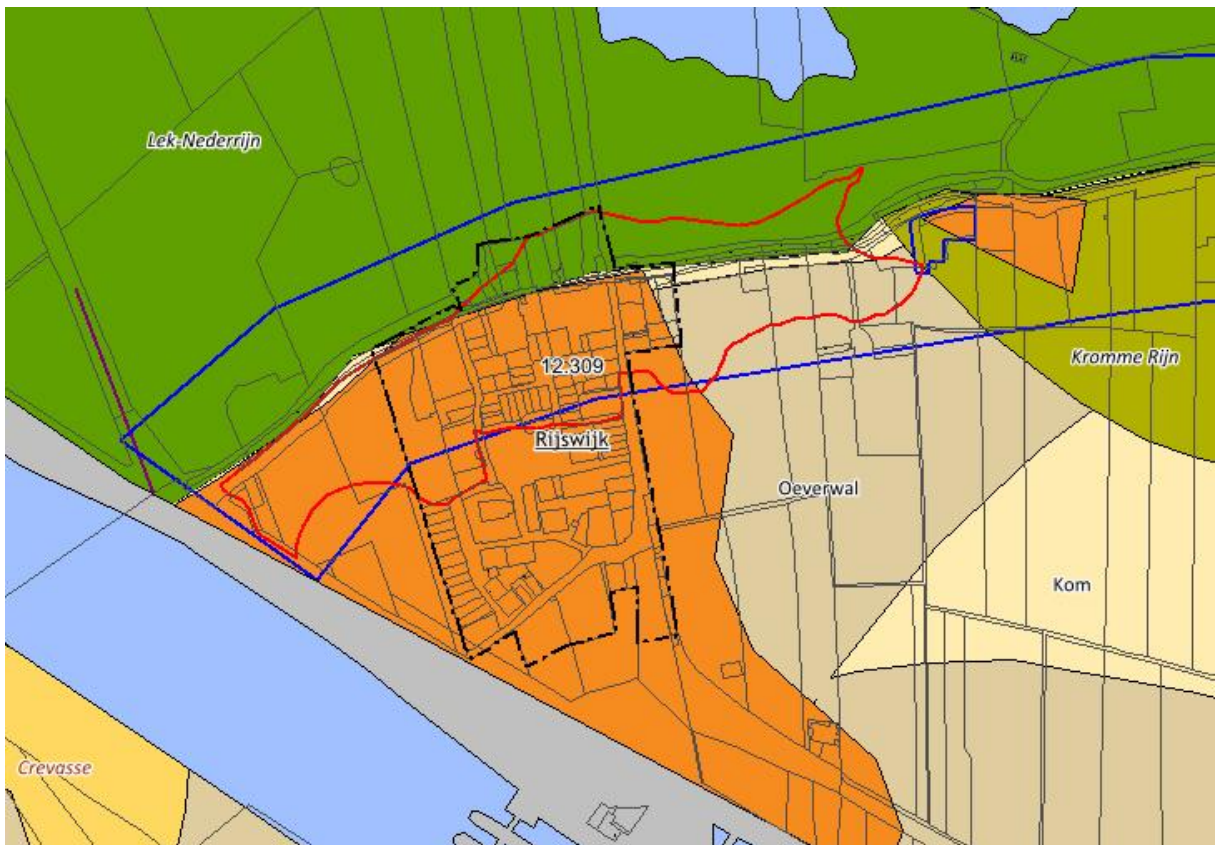 Lek-Nederrijn
Kromme Rijn
12.309
Rijswijk
Oeverwal
Kom
Crevasse